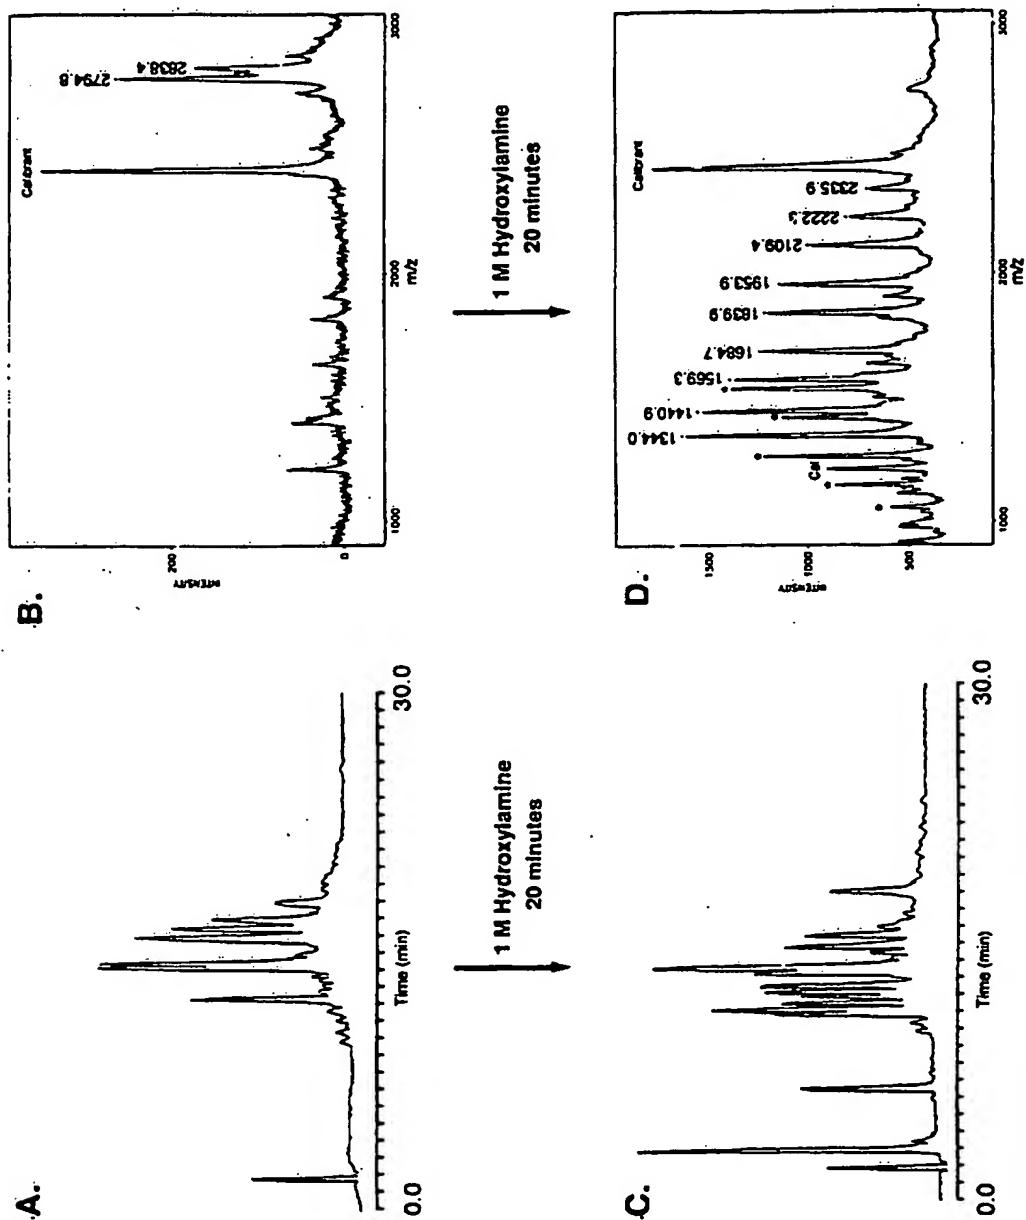 A.
0.0
30.0
Time (min)
1 M Hydroxylamine
20 minutes
B.
INTENSITY
200
0
1000
2000
3000
m/z
Calibrant
2794.8
2838.4
1 M Hydroxylamine
20 minutes
C.
0.0
30.0
Time (min)
D.
INTENSITY
1500
1000
500
1000
2000
3000
m/z
*
*
Cal
*
1344.0
*
1440.9
*
1569.3
1684.7
1839.9
1953.9
2109.4
2222.3
2335.9
Calibrant